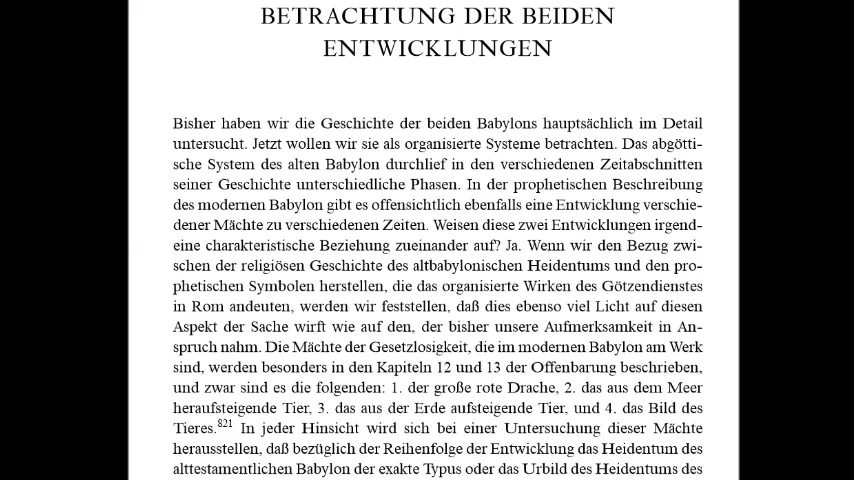 BETRACHTUNG DER BEIDEN
ENTWICKLUNGEN
Bisher haben wir die Geschichte der beiden Babylons hauptsächlich im Detail
untersucht. Jetzt wollen wir sie als organisierte Systeme betrachten. Das abgötti-
sche System des alten Babylon durchlief in den verschiedenen Zeitabschnitten
seiner Geschichte unterschiedliche Phasen. In der prophetischen Beschreibung
des modernen Babylon gibt es offensichtlich ebenfalls eine Entwicklung verschie-
dener Mächte zu verschiedenen Zeiten. Weisen diese zwei Entwicklungen irgend-
eine charakteristische Beziehung zueinander auf? Ja. Wenn wir den Bezug zwi-
schen der religiösen Geschichte des altbabylonischen Heidentums und den pro-
phetischen Symbolen herstellen, die das organisierte Wirken des Götzendienstes
in Rom andeuten, werden wir feststellen, daß dies ebenso viel Licht auf diesen
Aspekt der Sache wirft wie auf den, der bisher unsere Aufmerksamkeit in An-
spruch nahm. Die Mächte der Gesetzlosigkeit, die im modernen Babylon am Werk
sind, werden besonders in den Kapiteln 12 und 13 der Offenbarung beschrieben,
und zwar sind es die folgenden: 1. der große rote Drache, 2. das aus dem Meer
heraufsteigende Tier, 3. das aus der Erde aufsteigende Tier, und 4. das Bild des
Tieres.821 In jeder Hinsicht wird sich bei einer Untersuchung dieser Mächte
herausstellen, daß bezüglich der Reihenfolge der Entwicklung das Heidentum des
alttestamentlichen Babylon der exakte Typus oder das Urbild des Heidentums des